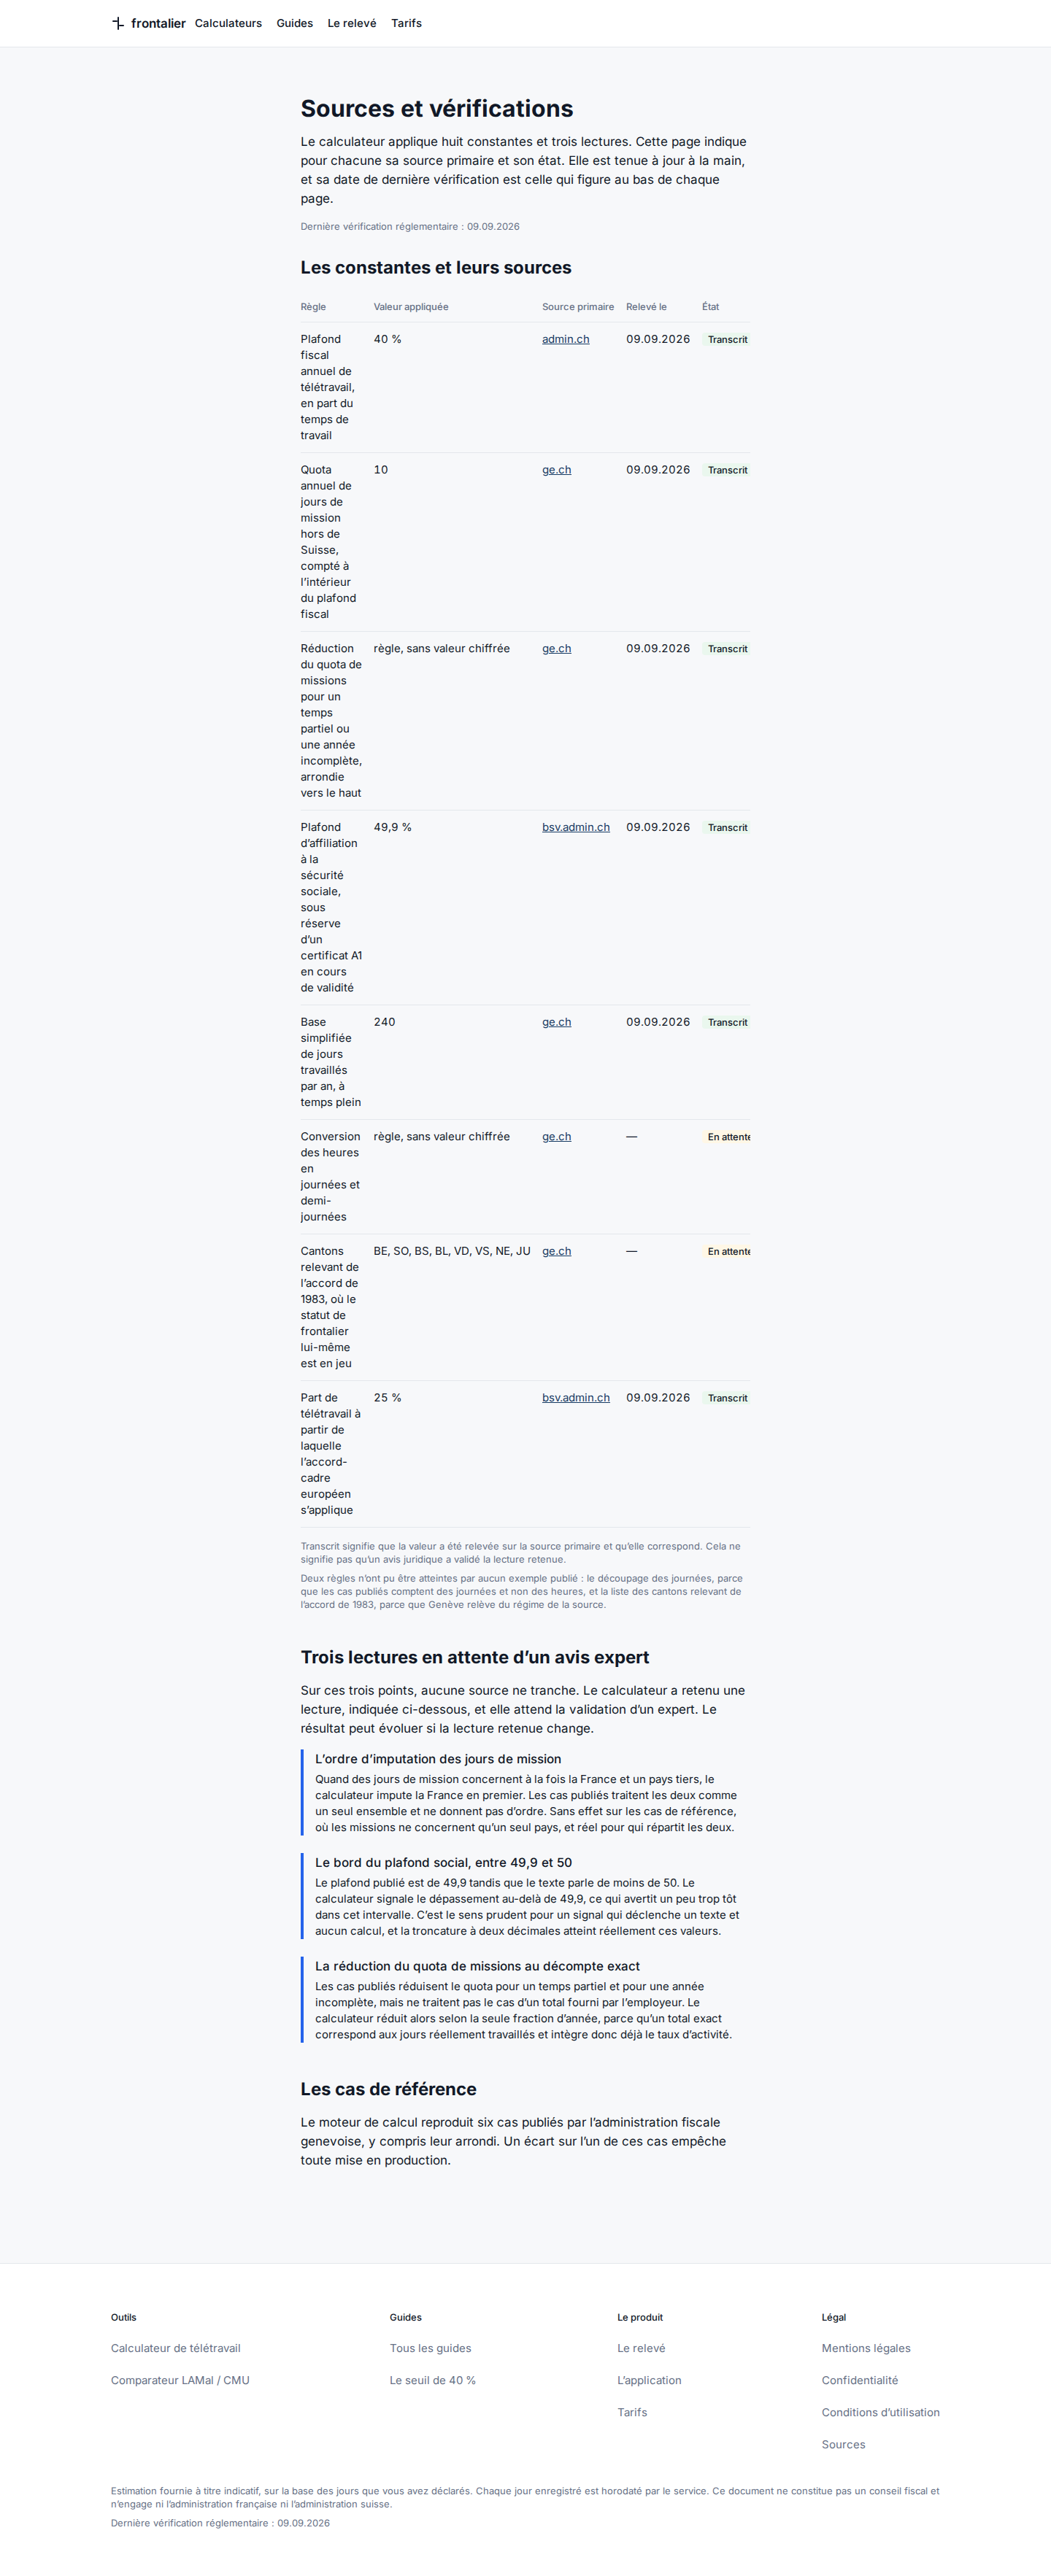 frontalier Calculateurs Guides Le relevé Tarifs
Sources et vérifications
Le calculateur applique huit constantes et trois lectures. Cette page indique
pour chacune sa source primaire et son état. Elle est tenue à jour à la main,
et sa date de dernière vérification est celle qui figure au bas de chaque
page.
Dernière vérification réglementaire : 09.09.2026
Les constantes et leurs sources
Règle Valeur appliquée Source primaire Relevé le État
Plafond 40 % admin.ch 09.09.2026 Transcrit
fiscal
annuel de
télétravail,
en part du
temps de
travail
Quota 10 ge.ch 09.09.2026 Transcrit
annuel de
jours de
mission
hors de
Suisse,
compté à
l’intérieur
du plafond
fiscal
Réduction règle, sans valeur chiffrée ge.ch 09.09.2026 Transcrit
du quota de
missions
pour un
temps
partiel ou
une année
incomplète,
arrondie
vers le haut
Plafond 49,9 % bsv.admin.ch 09.09.2026 Transcrit
d’affiliation
à la
sécurité
sociale,
sous
réserve
d’un
certificat A1
en cours
de validité
Base 240 ge.ch 09.09.2026 Transcrit
simplifiée
de jours
travaillés
par an, à
temps plein
Conversion règle, sans valeur chiffrée ge.ch — En attente
des heures
en
journées et
demi-
journées
Cantons BE, SO, BS, BL, VD, VS, NE, JU ge.ch — En attente
relevant de
l’accord de
1983, où le
statut de
frontalier
lui-même
est en jeu
Part de 25 % bsv.admin.ch 09.09.2026 Transcrit
télétravail à
partir de
laquelle
l’accord-
cadre
européen
s’applique
Transcrit signifie que la valeur a été relevée sur la source primaire et qu’elle correspond. Cela ne
signifie pas qu’un avis juridique a validé la lecture retenue.
Deux règles n’ont pu être atteintes par aucun exemple publié : le découpage des journées, parce
que les cas publiés comptent des journées et non des heures, et la liste des cantons relevant de
l’accord de 1983, parce que Genève relève du régime de la source.
Trois lectures en attente d’un avis expert
Sur ces trois points, aucune source ne tranche. Le calculateur a retenu une
lecture, indiquée ci-dessous, et elle attend la validation d’un expert. Le
résultat peut évoluer si la lecture retenue change.
L’ordre d’imputation des jours de mission
Quand des jours de mission concernent à la fois la France et un pays tiers, le
calculateur impute la France en premier. Les cas publiés traitent les deux comme
un seul ensemble et ne donnent pas d’ordre. Sans effet sur les cas de référence,
où les missions ne concernent qu’un seul pays, et réel pour qui répartit les deux.
Le bord du plafond social, entre 49,9 et 50
Le plafond publié est de 49,9 tandis que le texte parle de moins de 50. Le
calculateur signale le dépassement au-delà de 49,9, ce qui avertit un peu trop tôt
dans cet intervalle. C’est le sens prudent pour un signal qui déclenche un texte et
aucun calcul, et la troncature à deux décimales atteint réellement ces valeurs.
La réduction du quota de missions au décompte exact
Les cas publiés réduisent le quota pour un temps partiel et pour une année
incomplète, mais ne traitent pas le cas d’un total fourni par l’employeur. Le
calculateur réduit alors selon la seule fraction d’année, parce qu’un total exact
correspond aux jours réellement travaillés et intègre donc déjà le taux d’activité.
Les cas de référence
Le moteur de calcul reproduit six cas publiés par l’administration fiscale
genevoise, y compris leur arrondi. Un écart sur l’un de ces cas empêche
toute mise en production.
Outils Guides Le produit Légal
Calculateur de télétravail Tous les guides Le relevé Mentions légales
Comparateur LAMal / CMU Le seuil de 40 % L’application Confidentialité
Tarifs Conditions d’utilisation
Sources
Estimation fournie à titre indicatif, sur la base des jours que vous avez déclarés. Chaque jour enregistré est horodaté par le service. Ce document ne constitue pas un conseil fiscal et
n’engage ni l’administration française ni l’administration suisse.
Dernière vérification réglementaire : 09.09.2026